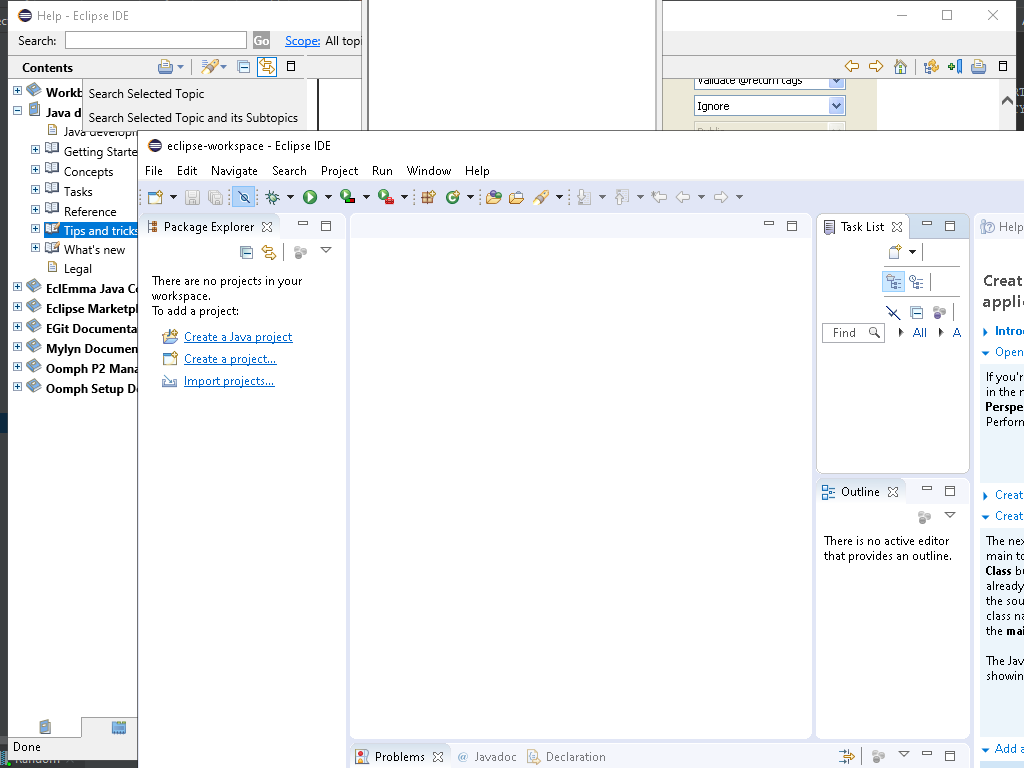 Help - Eclipse IDE
Search:
Go
Scope: All topi
Contents
Search Selected Topic
Search Selected Topic and its Subtopics
Validate @return tags
Ignore
Workb
Java d
Java develop
Getting Starte
Concepts
Tasks
Reference
Tips and tricks
What's new
Legal
EclEmma Java Co
Eclipse Marketpl
EGit Documenta
Mylyn Documen
Oomph P2 Mana
Oomph Setup De
Done
eclipse-workspace - Eclipse IDE
File Edit Navigate Search Project Run Window Help
Package Explorer
There are no projects in your
workspace.
To add a project:
Create a Java project
Create a project...
Import projects...
Task List
Find All A
Outline
There is no active editor
that provides an outline.
Help
Creat
applic
Intro
Open
If you'r
in the r
Perspe
Perform
Creat
Creat
The nex
main to
Class bu
already
the sou
class na
the mai
The Jav
showin
Add a
Problems @ Javadoc Declaration